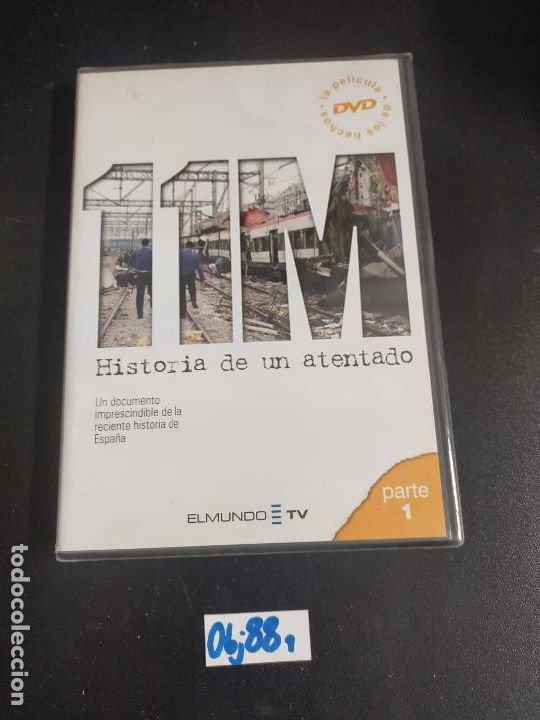 la película · de los hechos ·
DVD
11M
Historia de un atentado
Un documento
imprescindible de la
reciente historia de
España
parte
1
ELMUNDO TV
Obj88,
todocoleccion.net